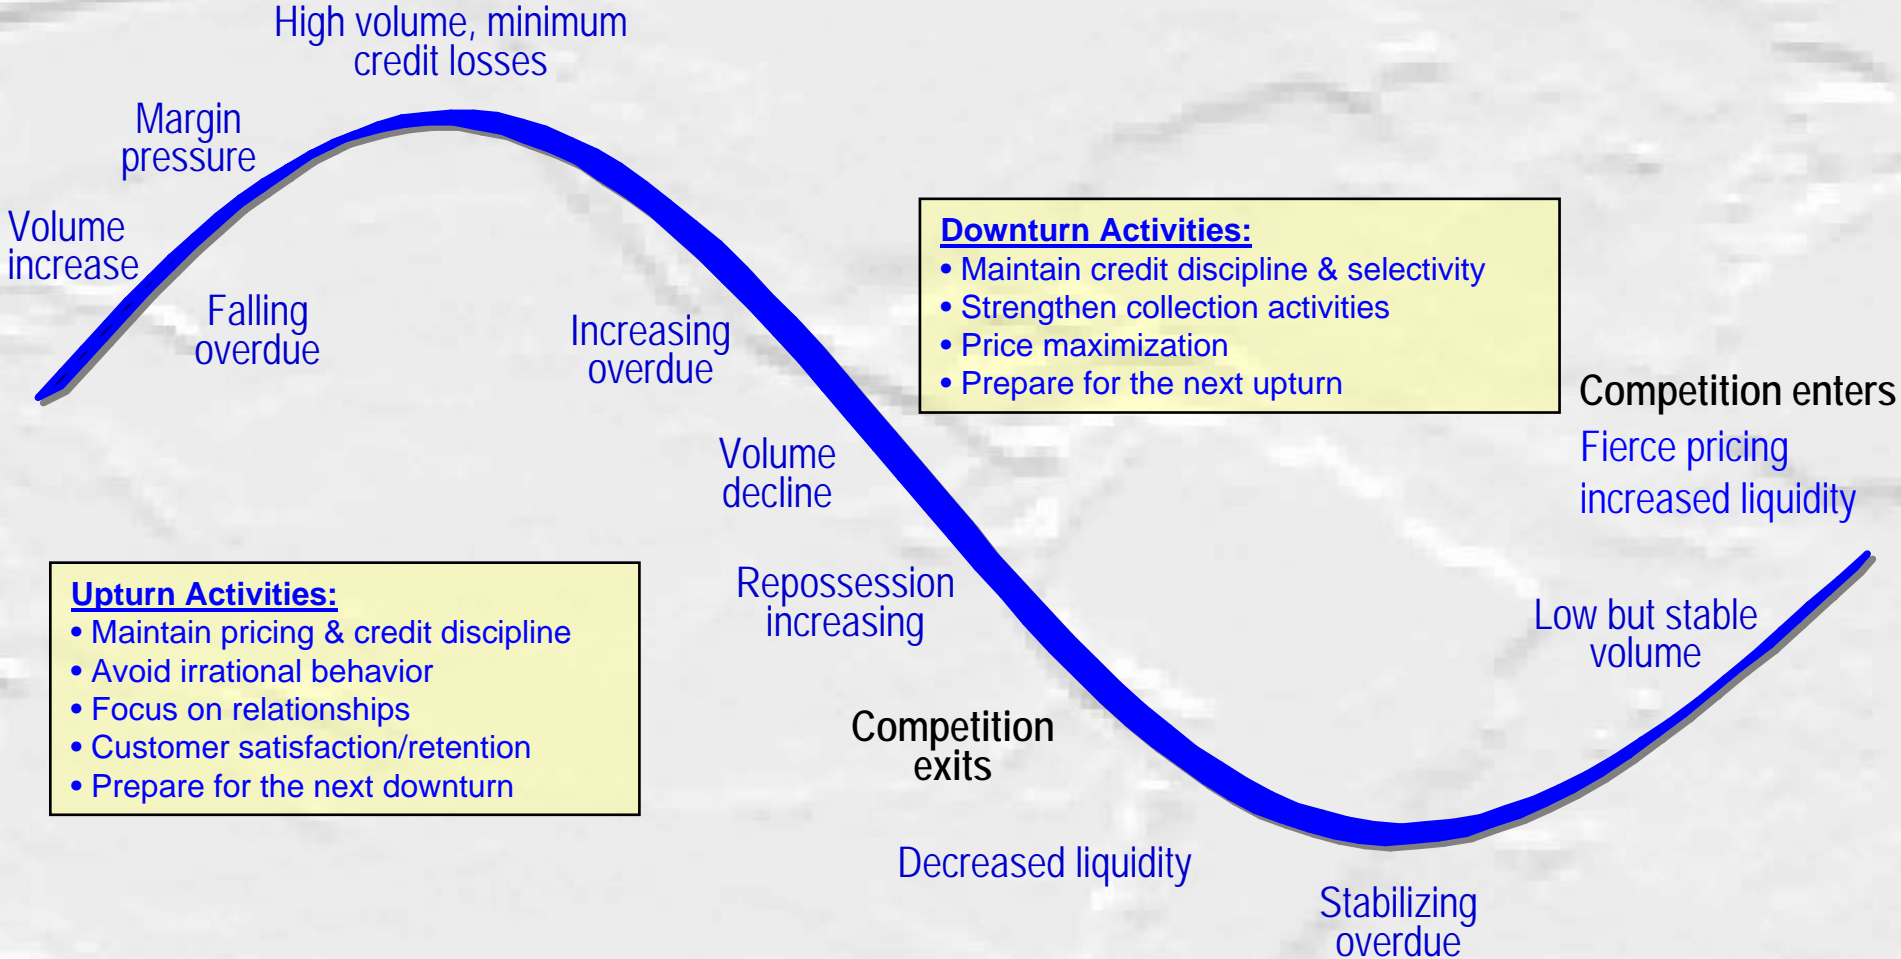 High volume, minimum
credit losses
Margin
pressure
Volume
increase
Falling
overdue
Increasing
overdue
Downturn Activities:
• Maintain credit discipline & selectivity
• Strengthen collection activities
• Price maximization
• Prepare for the next upturn
Competition enters
Fierce pricing
increased liquidity
Volume
decline
Upturn Activities:
• Maintain pricing & credit discipline
• Avoid irrational behavior
• Focus on relationships
• Customer satisfaction/retention
• Prepare for the next downturn
Repossession
increasing
Low but stable
volume
Competition
exits
Decreased liquidity
Stabilizing
overdue